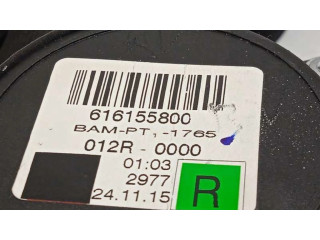 616155800
BAM-PT, -1765
012R - 0000
01:03
2977
24.11.15
R